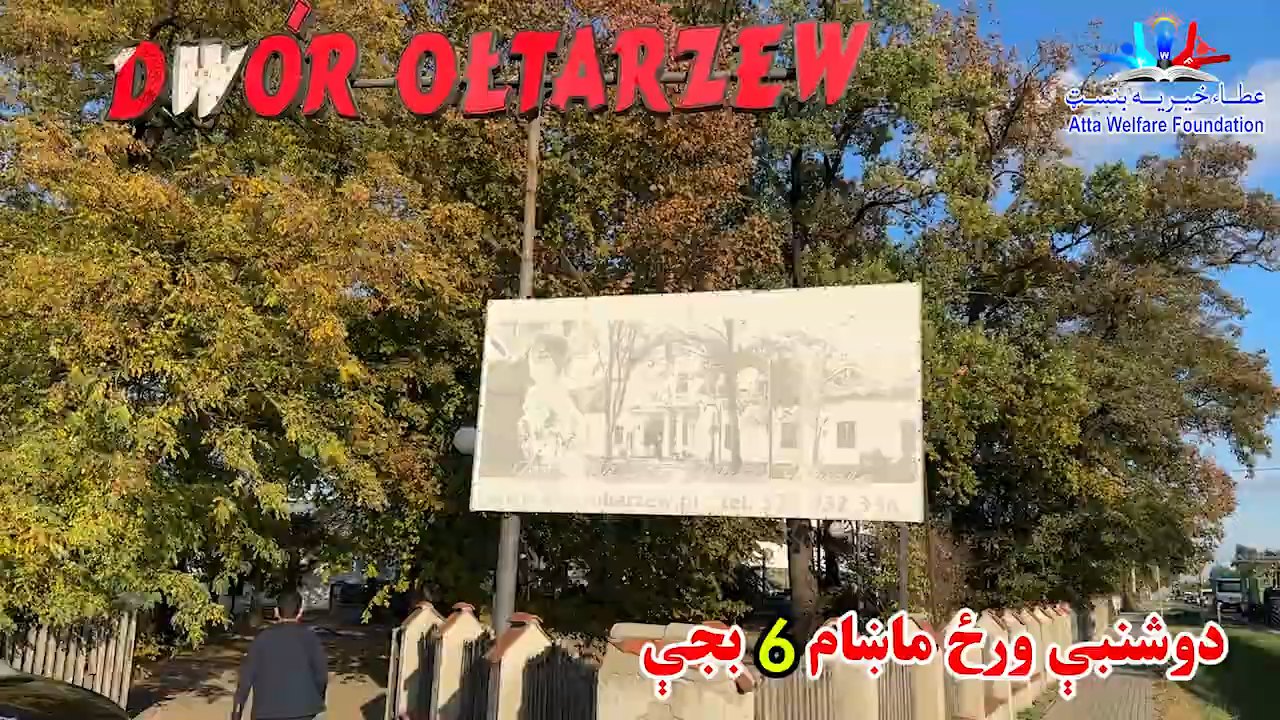 DWÓR OŁTARZEW
عطاء خیریه بنسټ
Atta Welfare Foundation
دوشنبې ورځ ماښام 6 بجې